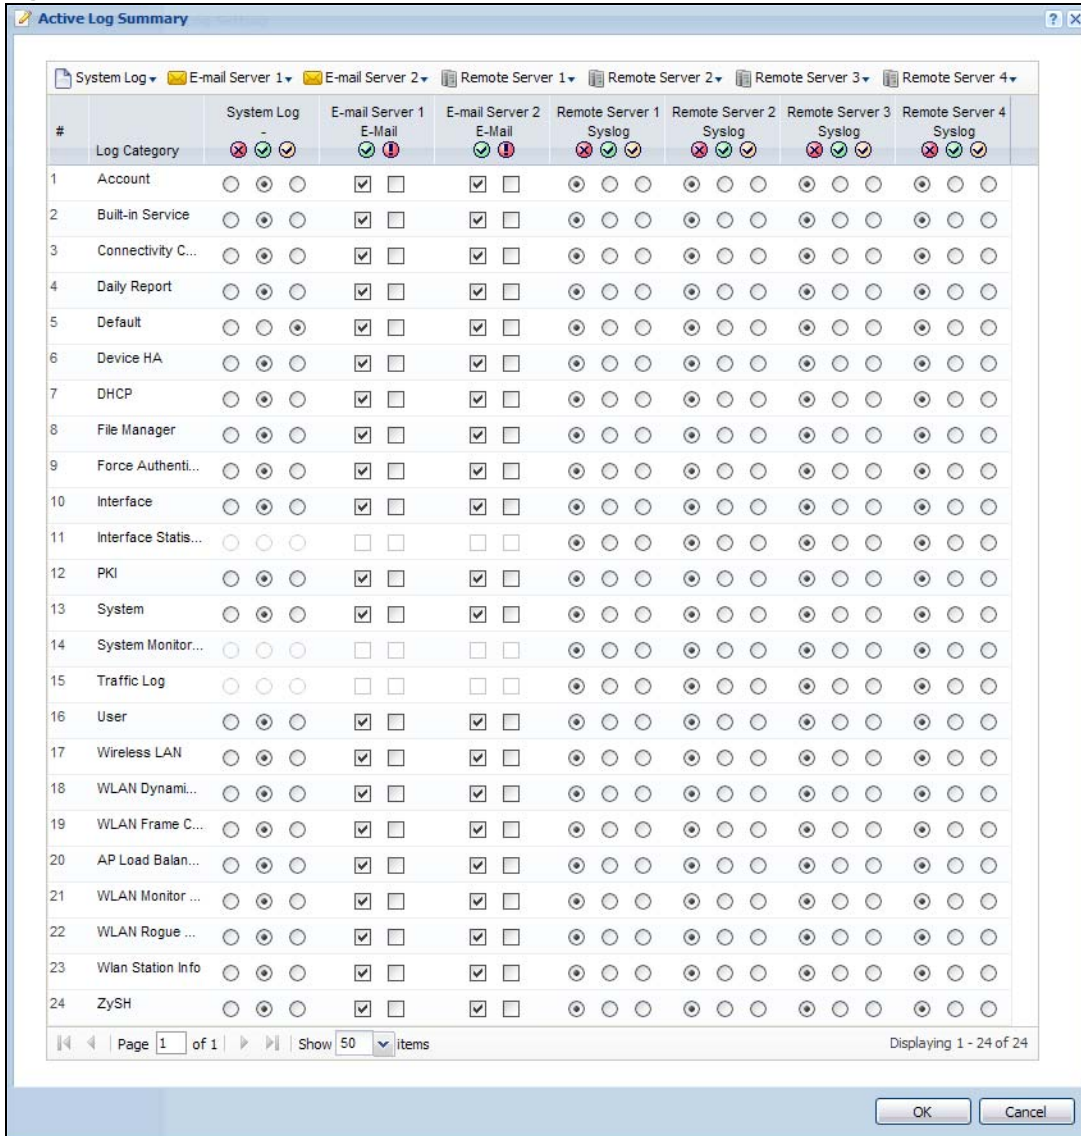 Active Log Summary
System Log E-mail Server 1 E-mail Server 2 Remote Server 1 Remote Server 2 Remote Server 3 Remote Server 4
# Log Category System Log - E-mail Server 1 E-Mail E-mail Server 2 E-Mail Remote Server 1 Syslog Remote Server 2 Syslog Remote Server 3 Syslog Remote Server 4 Syslog
1 Account
2 Built-in Service
3 Connectivity C...
4 Daily Report
5 Default
6 Device HA
7 DHCP
8 File Manager
9 Force Authenti...
10 Interface
11 Interface Statis...
12 PKI
13 System
14 System Monitor...
15 Traffic Log
16 User
17 Wireless LAN
18 WLAN Dynami...
19 WLAN Frame C...
20 AP Load Balan...
21 WLAN Monitor ...
22 WLAN Rogue ...
23 Wlan Station Info
24 ZySH
Page 1 of 1 Show 50 items Displaying 1 - 24 of 24
OK Cancel